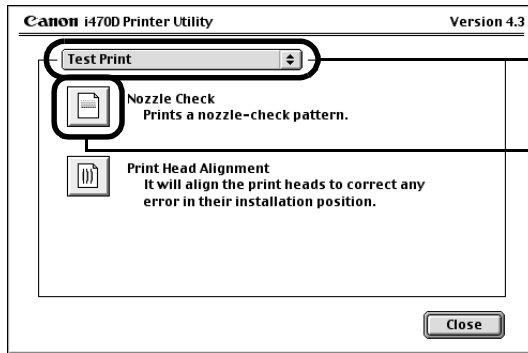 Canon i470D Printer Utility Version 4.3
Test Print
Nozzle Check
Prints a nozzle-check pattern.
Print Head Alignment
It will align the print heads to correct any
error in their installation position.
Close